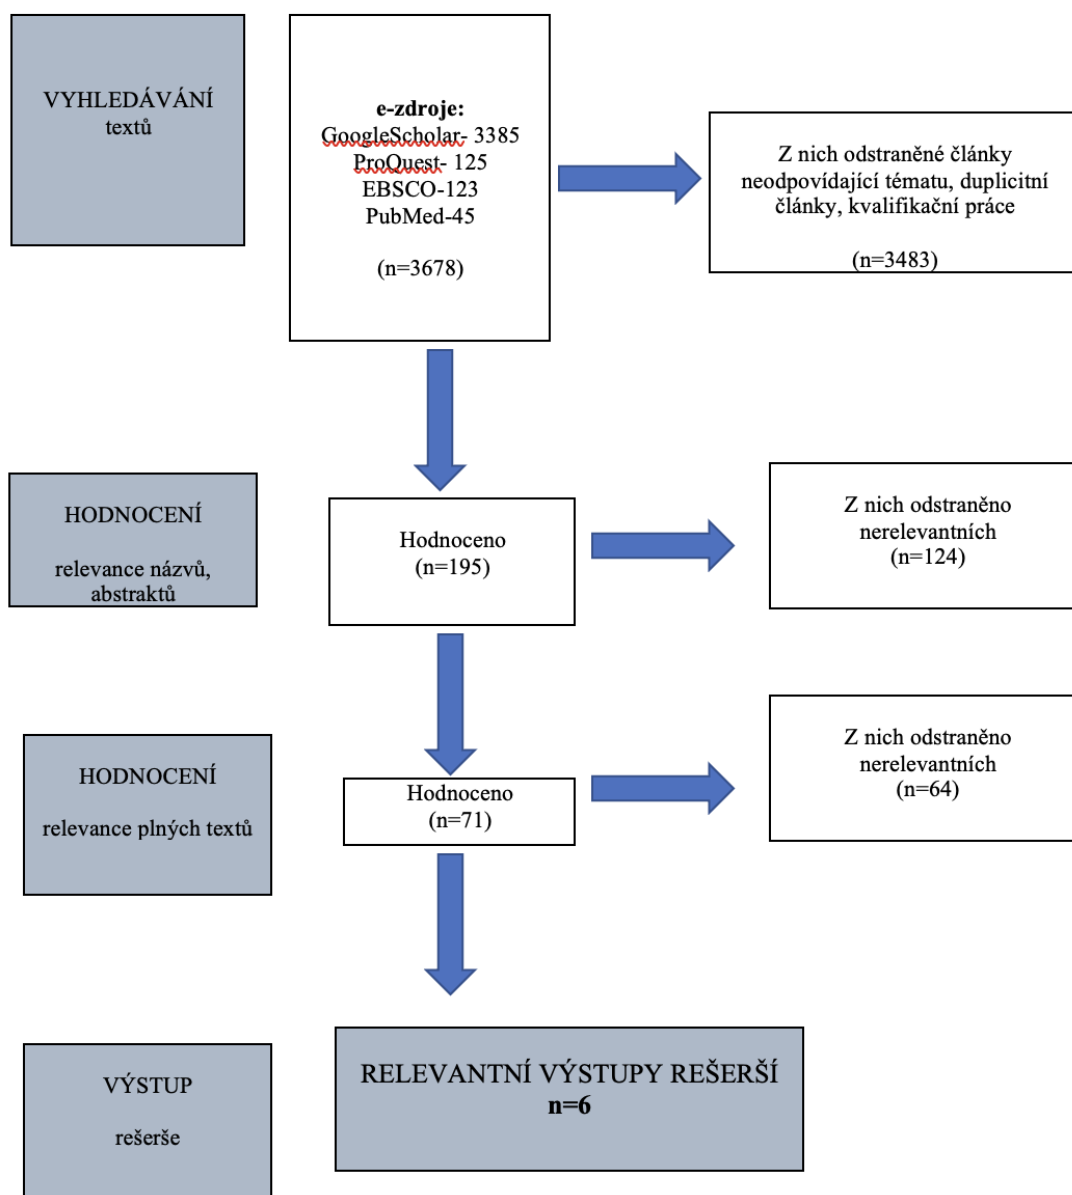 VYHLEDÁVÁNÍ
textů
e-zdroje:
GoogleScholar- 3385
ProQuest- 125
EBSCO-123
PubMed-45
(n=3678)
Z nich odstraněné články
neodpovídající tématu, duplicitní
články, kvalifikační práce
(n=3483)
HODNOCENÍ
relevance názvů,
abstraktů
Hodnoceno
(n=195)
Z nich odstraněno
nerelevantních
(n=124)
HODNOCENÍ
relevance plných textů
Hodnoceno
(n=71)
Z nich odstraněno
nerelevantních
(n=64)
VÝSTUP
rešerše
RELEVANTNÍ VÝSTUPY REŠERŠÍ
n=6